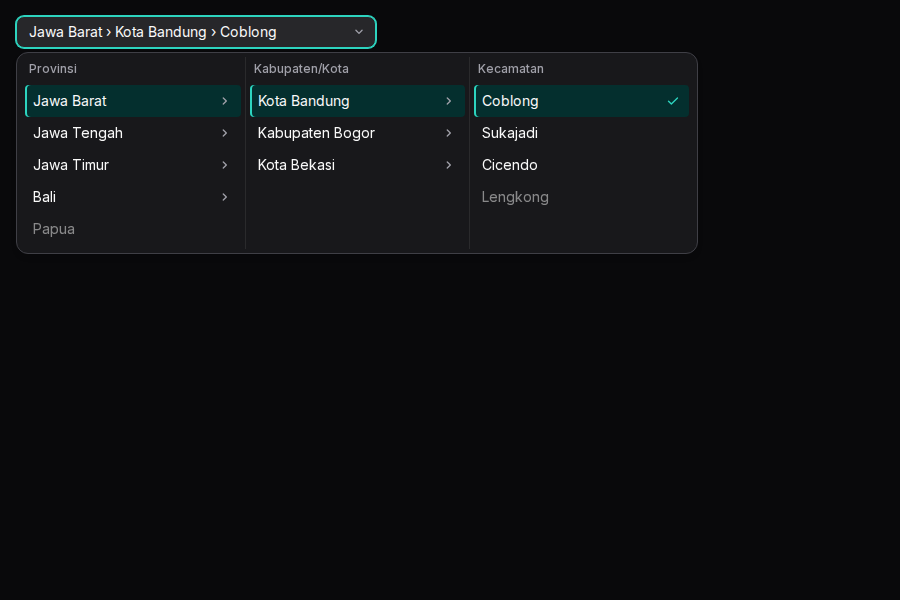 Jawa Barat › Kota Bandung › Coblong
Provinsi
Jawa Barat
Jawa Tengah
Jawa Timur
Bali
Papua
Kabupaten/Kota
Kota Bandung
Kabupaten Bogor
Kota Bekasi
Kecamatan
Coblong
Sukajadi
Cicendo
Lengkong